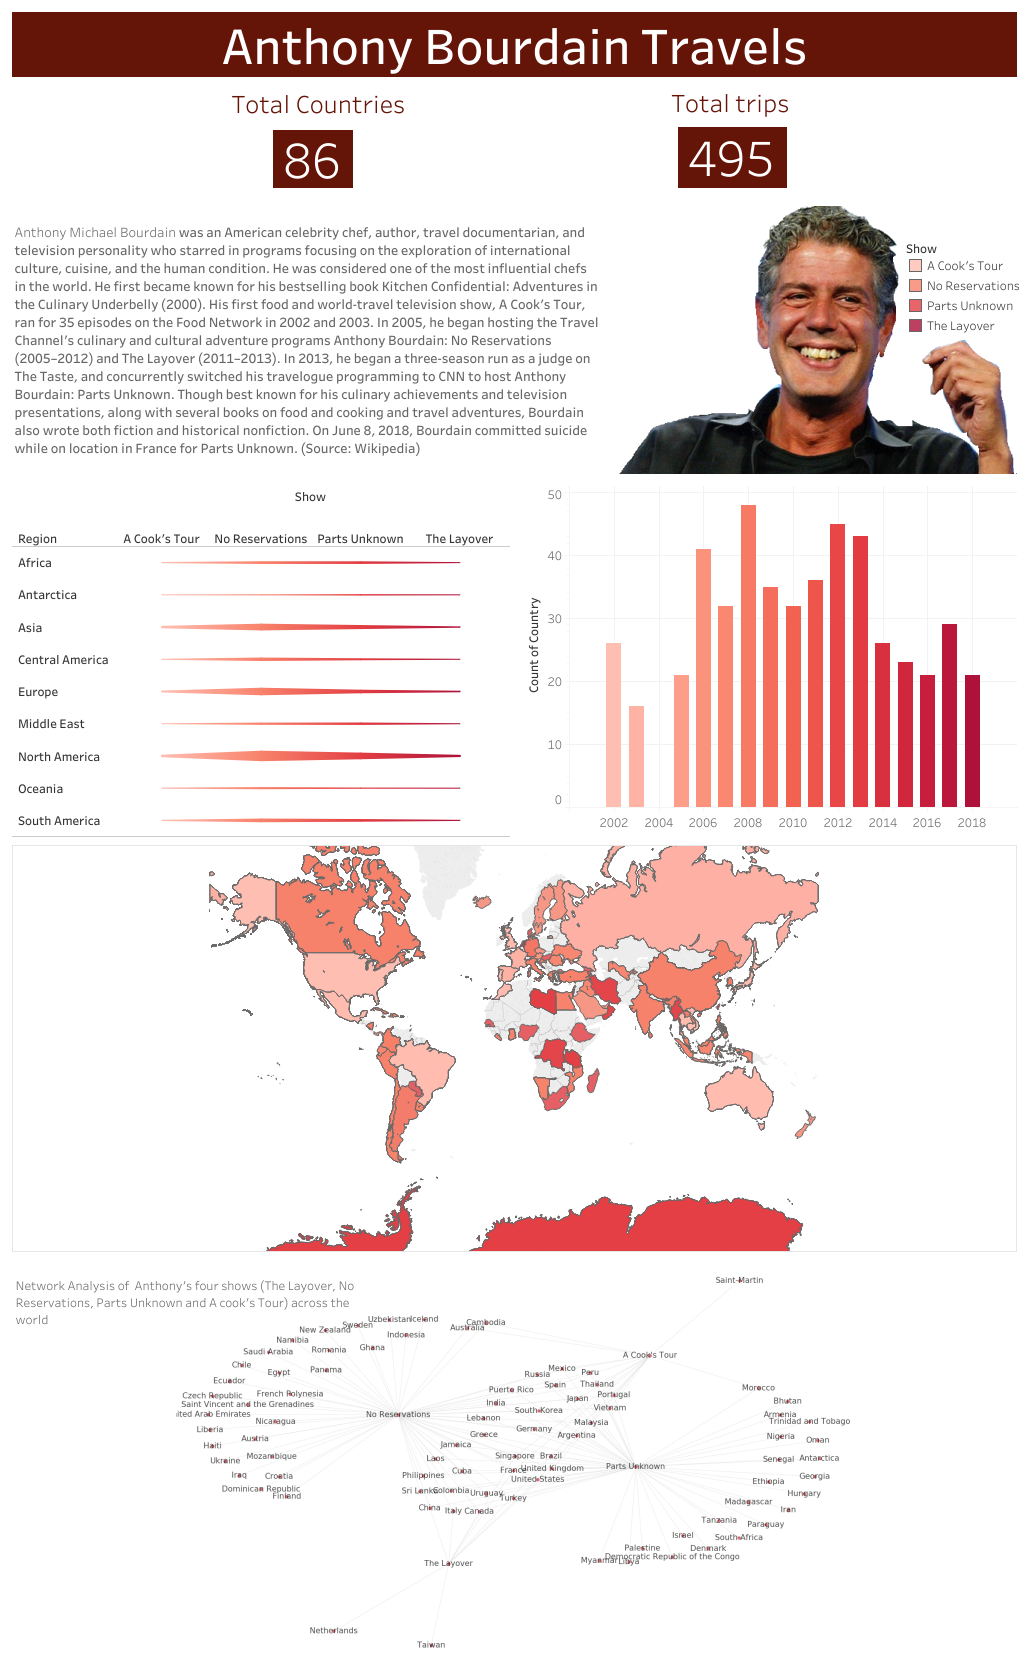 Anthony Bourdain Travels
Total Countries
Total trips
86
495
Anthony Michael Bourdain was an American celebrity chef, author, travel documentarian, and
television personality who starred in programs focusing on the exploration of international
culture, cuisine, and the human condition. He was considered one of the most influential chefs
in the world. He first became known for his bestselling book Kitchen Confidential: Adventures in
the Culinary Underbelly (2000). His first food and world-travel television show, A Cook's Tour,
ran for 35 episodes on the Food Network in 2002 and 2003. In 2005, he began hosting the Travel
Channel's culinary and cultural adventure programs Anthony Bourdain: No Reservations
(2005–2012) and The Layover (2011–2013). In 2013, he began a three-season run as a judge on
The Taste, and concurrently switched his travelogue programming to CNN to host Anthony
Bourdain: Parts Unknown. Though best known for his culinary achievements and television
presentations, along with several books on food and cooking and travel adventures, Bourdain
also wrote both fiction and historical nonfiction. On June 8, 2018, Bourdain committed suicide
while on location in France for Parts Unknown. (Source: Wikipedia)
Show
A Cook's Tour
No Reservations
Parts Unknown
The Layover
Show
Region A Cook's Tour No Reservations Parts Unknown The Layover
Africa
Antarctica
Asia
Central America
Europe
Middle East
North America
Oceania
South America
Count of Country
50
40
30
20
10
0
2002 2004 2006 2008 2010 2012 2014 2016 2018
Network Analysis of Anthony's four shows (The Layover, No
Reservations, Parts Unknown and A cook's Tour) across the
world
Saint-Martin
Uzbekistan
Iceland
Cambodia
Sweden
Australia
New Zealand
Indonesia
Namibia
Ghana
Romania
Saudi Arabia
A Cook's Tour
Chile
Egypt
Panama
Mexico
Peru
Russia
Ecuador
Spain
Thailand
Puerto Rico
Morocco
Czech Republic
French Polynesia
Portugal
Japan
Bhutan
Saint Vincent and the Grenadines
India
Vietnam
ited Arab Emirates
No Reservations
South Korea
Armenia
Lebanon
Nicaragua
Malaysia
Trinidad and Tobago
Liberia
Germany
Greece
Argentina
Nigeria
Austria
Oman
Haiti
Jamaica
Ukraine
Mozambique
Laos
Singapore
Brazil
Senegal
Antarctica
Parts Unknown
Iraq
Croatia
Philippines
Cuba
France
United Kingdom
United States
Georgia
Ethiopia
Dominican Republic
Finland
Sri Lanka
Colombia
Uruguay
Turkey
Hungary
Madagascar
China
Italy
Canada
Iran
Tanzania
Paraguay
Israel
South Africa
Palestine
Denmark
Democratic Republic of the Congo
Myanmar
Libya
The Layover
Netherlands
Taiwan